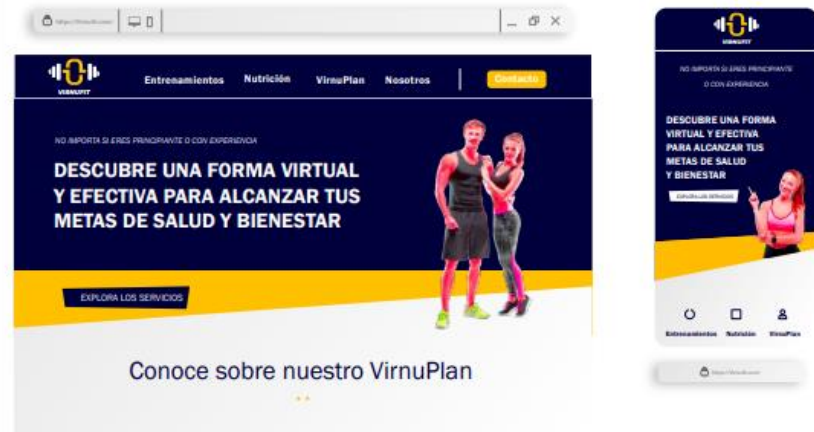 VIRNUFIT
Entrenamientos Nutrición VirnuPlan Nosotros Contacto
NO IMPORTA SI ERES PRINCIPIANTE O CON EXPERIENCIA
DESCUBRE UNA FORMA VIRTUAL
Y EFECTIVA PARA ALCANZAR TUS
METAS DE SALUD Y BIENESTAR
EXPLORA LOS SERVICIOS
Conoce sobre nuestro VirnuPlan
VIRNUFIT
NO IMPORTA SI ERES PRINCIPIANTE
O CON EXPERIENCIA
DESCUBRE UNA FORMA
VIRTUAL Y EFECTIVA
PARA ALCANZAR TUS
METAS DE SALUD
Y BIENESTAR
EXPLORA LOS SERVICIOS
Entrenamientos Nutrición VirnuPlan